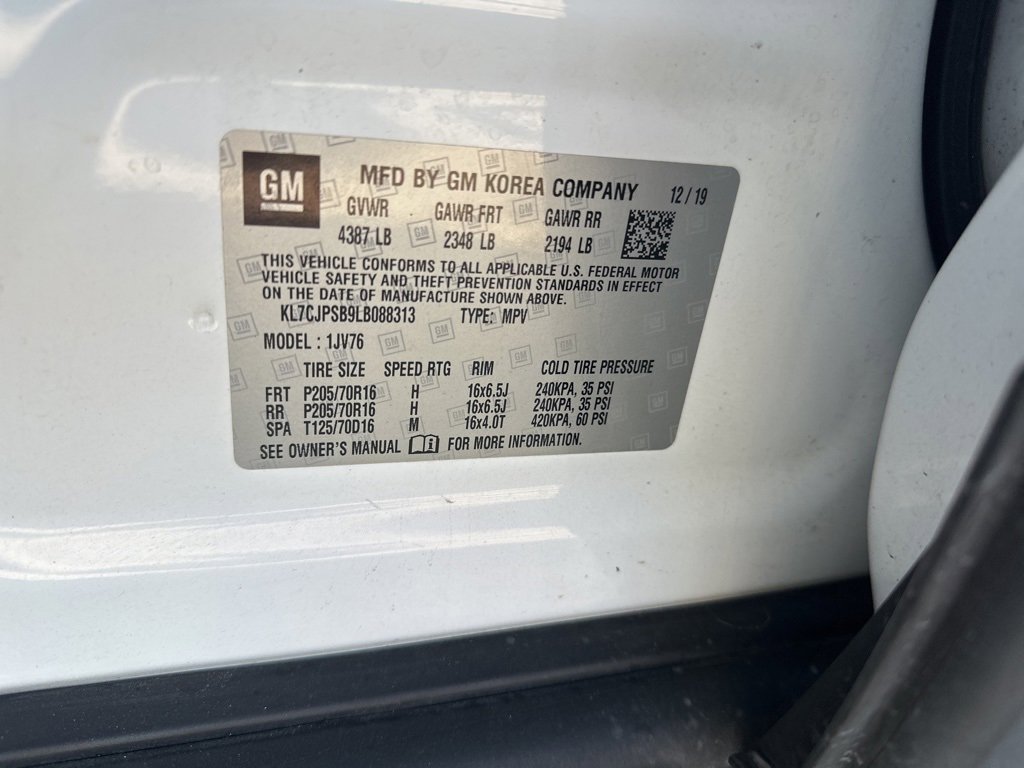 GM
MFD BY GM KOREA COMPANY 12/19
GVWR GAWR FRT GAWR RR
4387 LB 2348 LB 2194 LB
THIS VEHICLE CONFORMS TO ALL APPLICABLE U.S. FEDERAL MOTOR
VEHICLE SAFETY AND THEFT PREVENTION STANDARDS IN EFFECT
ON THE DATE OF MANUFACTURE SHOWN ABOVE.
KL7CJPSB9LB088313 TYPE: MPV
MODEL : 1JV76
TIRE SIZE SPEED RTG RIM COLD TIRE PRESSURE
FRT P205/70R16 H 16x6.5J 240KPA, 35 PSI
RR P205/70R16 H 16x6.5J 240KPA, 35 PSI
SPA T125/70D16 M 16x4.0T 420KPA, 60 PSI
SEE OWNER'S MANUAL FOR MORE INFORMATION.